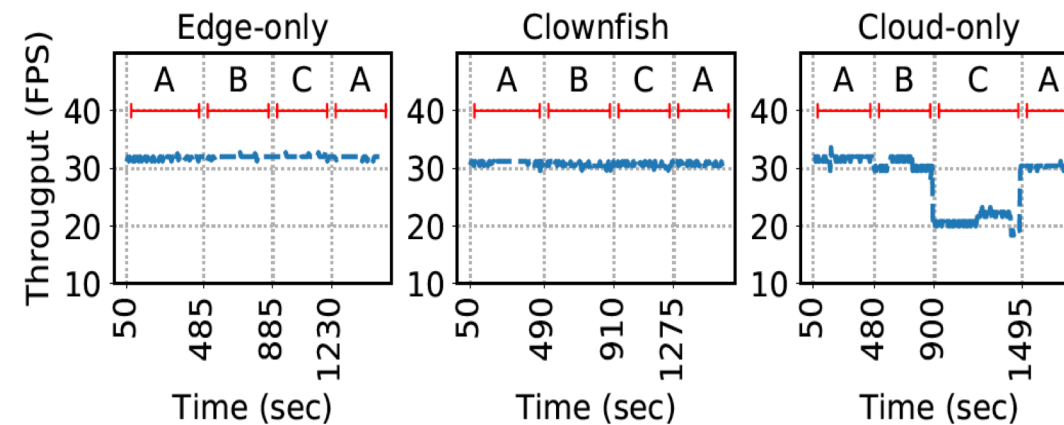 Edge-only
Clownfish
Cloud-only
Througput (FPS)
A B C A
A B C A
A B C A
40
30
20
10
40
30
20
10
40
30
20
10
50 485 885 1230
50 490 910 1275
50 480 900 1495
Time (sec)
Time (sec)
Time (sec)